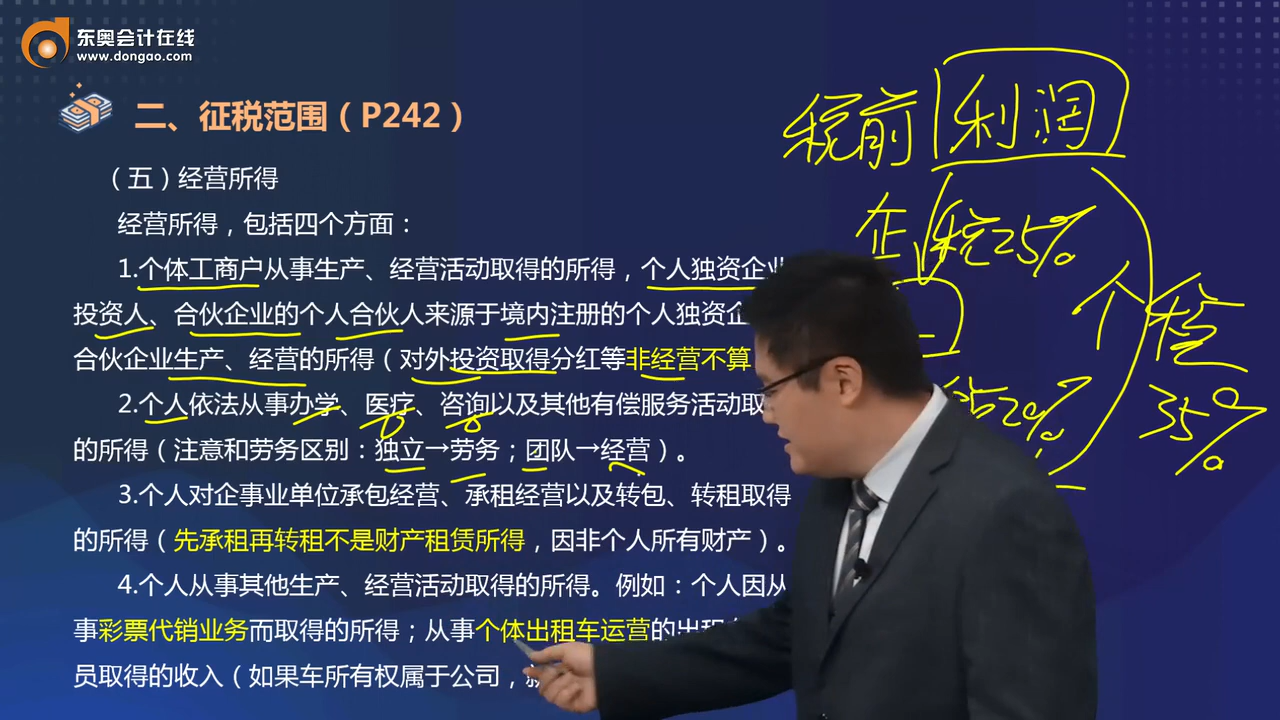 东奥会计在线
www.dongao.com
二、征税范围（P242）
（五）经营所得
经营所得，包括四个方面：
1.个体工商户从事生产、经营活动取得的所得，个人独资企业
投资人、合伙企业的个人合伙人来源于境内注册的个人独资企
合伙企业生产、经营的所得（对外投资取得分红等非经营不算
2.个人依法从事办学、医疗、咨询以及其他有偿服务活动取
的所得（注意和劳务区别：独立→劳务；团队→经营）。
3.个人对企事业单位承包经营、承租经营以及转包、转租取得
的所得（先承租再转租不是财产租赁所得，因非个人所有财产）。
4.个人从事其他生产、经营活动取得的所得。例如：个人因从
事彩票代销业务而取得的所得；从事个体出租车运营的出租
员取得的收入（如果车所有权属于公司，
税前利润
企税25%
个税
35%
20%